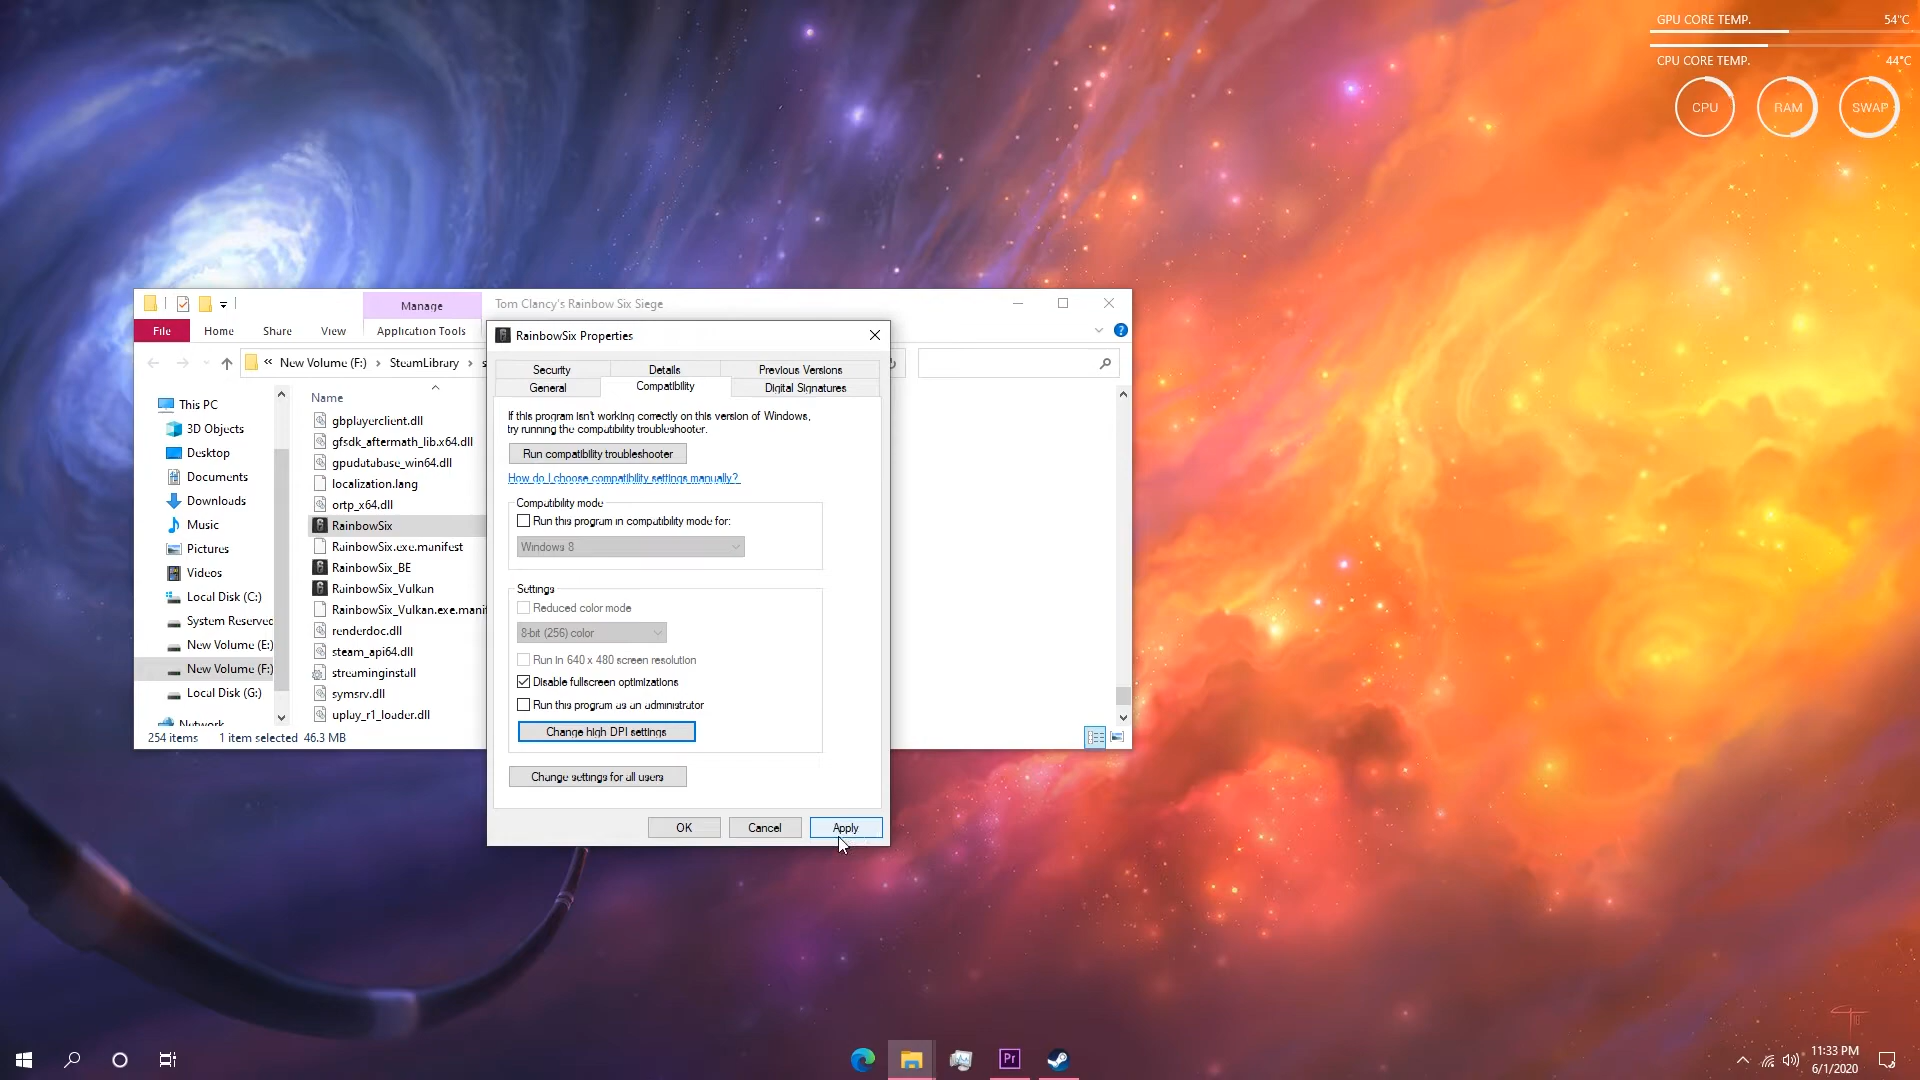 GPU CORE TEMP. 54°C
CPU CORE TEMP. 44°C
CPU RAM SWAP
Manage Tom Clancy's Rainbow Six Siege
File Home Share View Application Tools
« New Volume (F:) › SteamLibrary › s
RainbowSix Properties
Security Details Previous Versions
General Compatibility Digital Signatures
If this program isn't working correctly on this version of Windows,
try running the compatibility troubleshooter.
Run compatibility troubleshooter
How do I choose compatibility settings manually?
Compatibility mode
Run this program in compatibility mode for:
Windows 8
Settings
Reduced color mode
8-bit (256) color
Run in 640 x 480 screen resolution
Disable fullscreen optimizations
Run this program as an administrator
Change high DPI settings
Change settings for all users
OK Cancel Apply
This PC
3D Objects
Desktop
Documents
Downloads
Music
Pictures
Videos
Local Disk (C:)
System Reserved
New Volume (E:)
New Volume (F:)
Local Disk (G:)
Network
Name
gbplayerclient.dll
gfsdk_aftermath_lib.x64.dll
gpudatabase_win64.dll
localization.lang
ortp_x64.dll
RainbowSix
RainbowSix.exe.manifest
RainbowSix_BE
RainbowSix_Vulkan
RainbowSix_Vulkan.exe.manif
renderdoc.dll
steam_api64.dll
streaminginstall
symsrv.dll
uplay_r1_loader.dll
254 items 1 item selected 46.3 MB
Pr
11:33 PM
6/1/2020